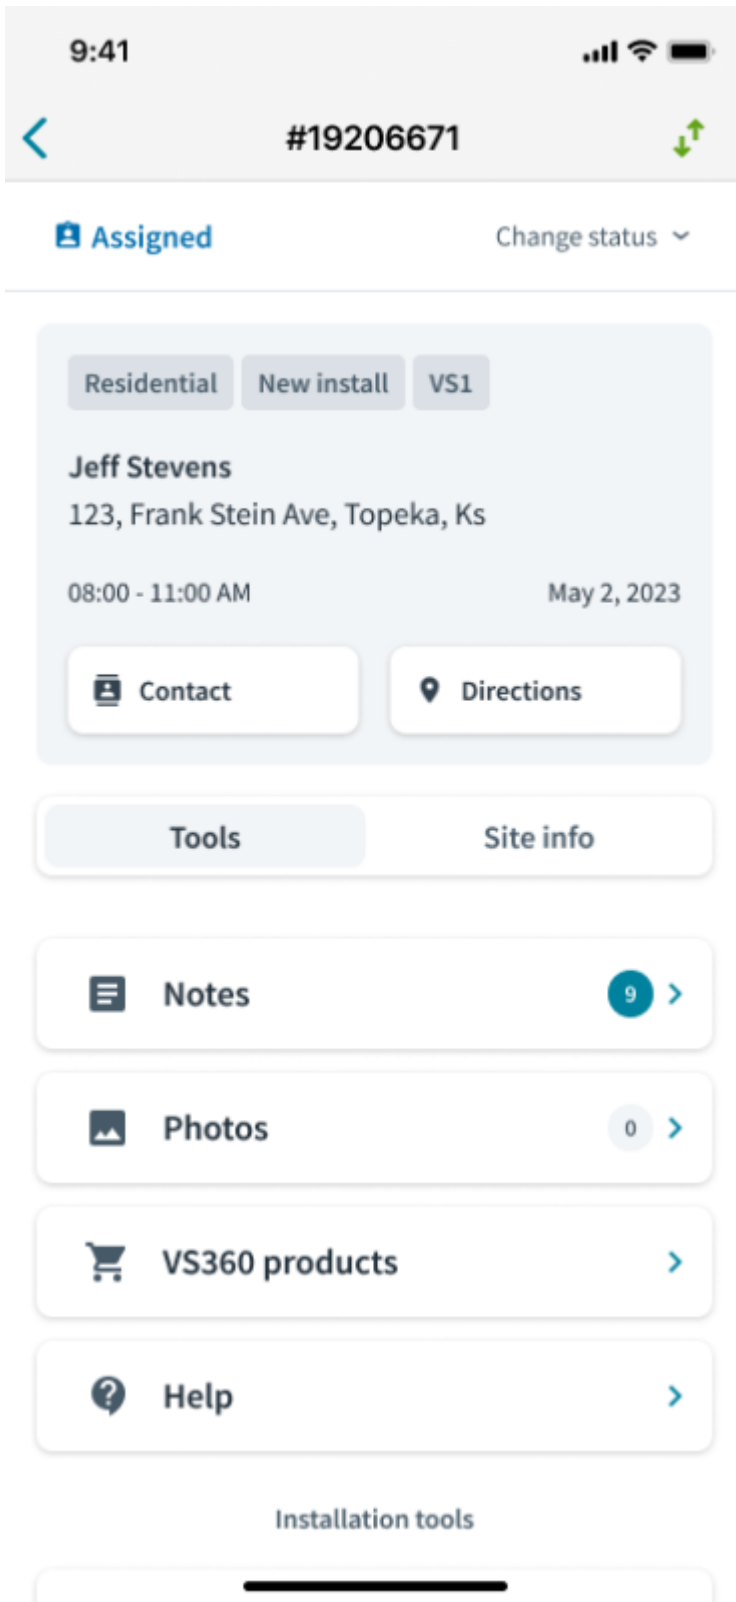 9:41
#19206671
Assigned Change status
Residential New install VS1
Jeff Stevens
123, Frank Stein Ave, Topeka, Ks
08:00 - 11:00 AM May 2, 2023
Contact Directions
Tools Site info
Notes 9
Photos 0
VS360 products
Help
Installation tools